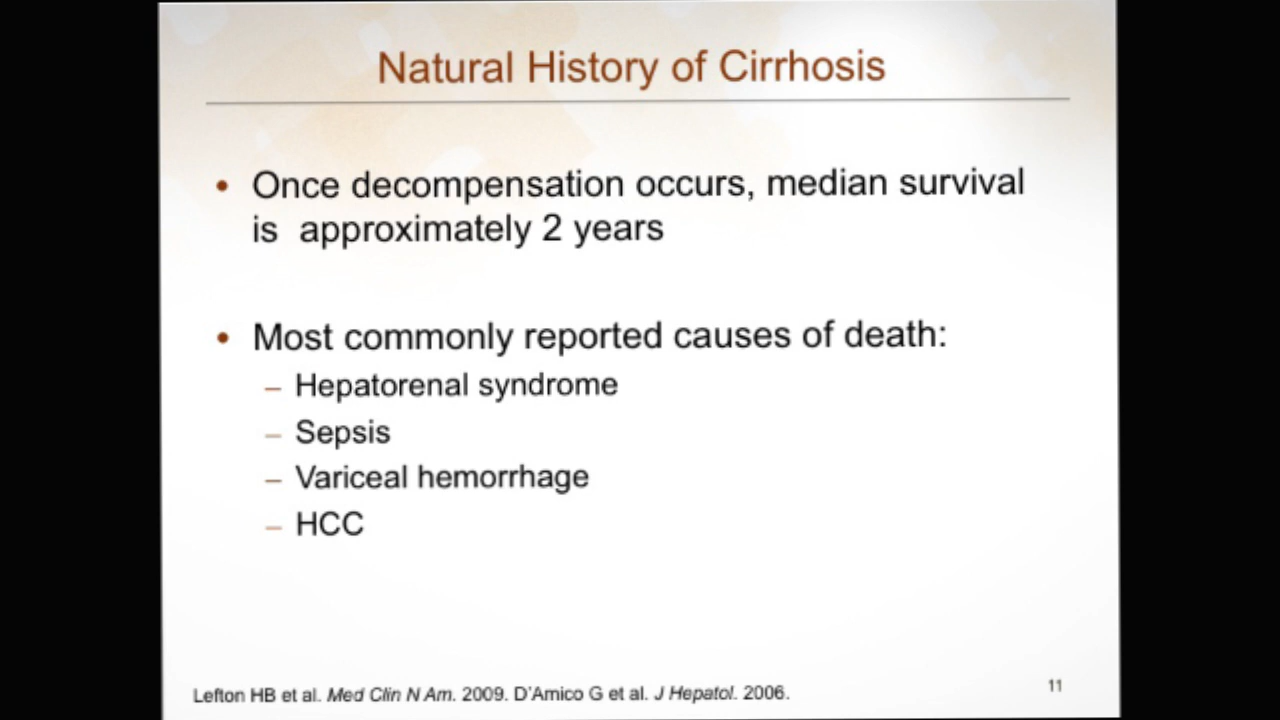 Natural History of Cirrhosis
• Once decompensation occurs, median survival
is approximately 2 years
• Most commonly reported causes of death:
– Hepatorenal syndrome
– Sepsis
– Variceal hemorrhage
– HCC
Lefton HB et al. Med Clin N Am. 2009. D'Amico G et al. J Hepatol. 2006.
11